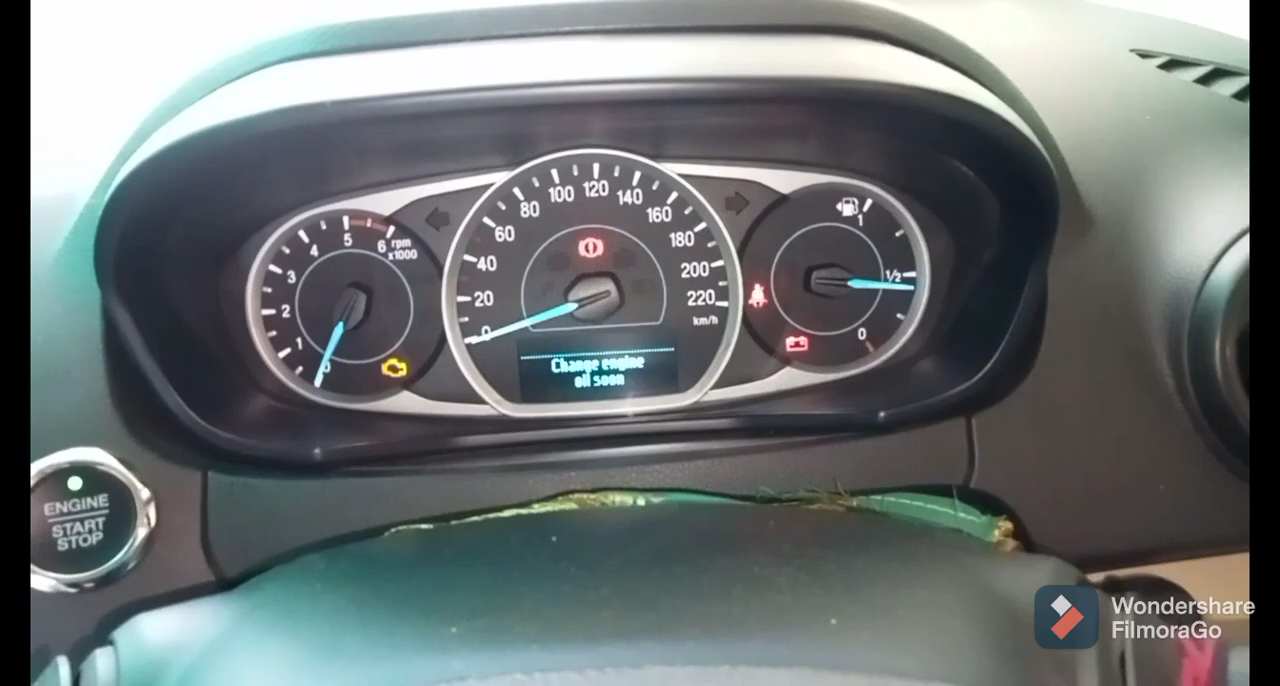 1
2
3
4
5
6
rpm
x1000
0
20
40
60
80
100
120
140
160
180
200
220
km/h
Change engine
oil soon
1
1/2
0
ENGINE
START
STOP
Wondershare
FilmoraGo